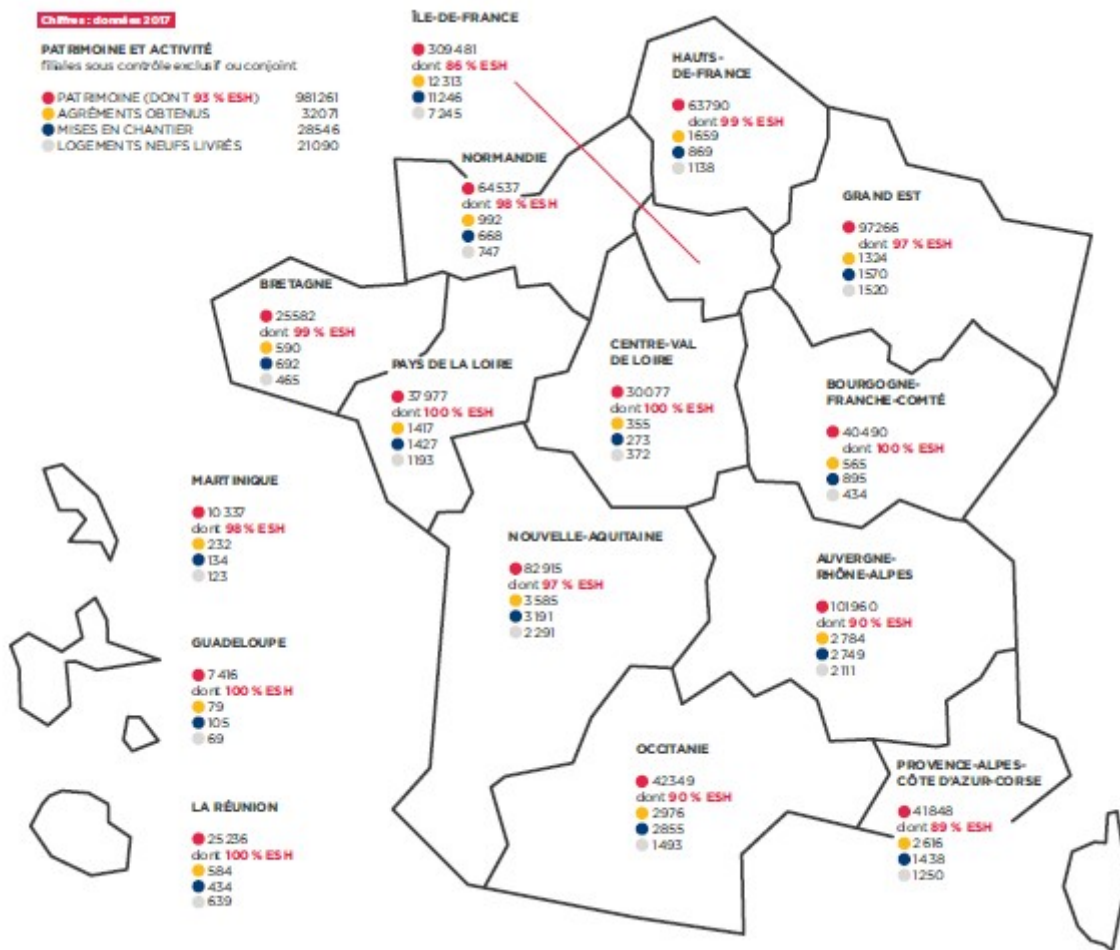 Chiffres : données 2017
PATRIMOINE ET ACTIVITÉ
filiales sous contrôle exclusif ou conjoint
PATRIMOINE (DONT 93 % ESH) 981261
AGRÉMENTS OBTENUS 32071
MISES EN CHANTIER 28546
LOGEMENTS NEUFS LIVRÉS 21090
ÎLE-DE-FRANCE
309481
dont 86 % ESH
12313
11246
7245
HAUTS-
DE-FRANCE
63790
dont 99 % ESH
1659
869
1138
NORMANDIE
64537
dont 98 % ESH
992
668
747
GRAND EST
97266
dont 97 % ESH
1324
1570
1520
BRETAGNE
25582
dont 99 % ESH
590
692
465
PAYS DE LA LOIRE
37977
dont 100 % ESH
1417
1427
1193
CENTRE-VAL
DE LOIRE
30077
dont 100 % ESH
355
273
372
BOURGOGNE-
FRANCHE-COMTÉ
40490
dont 100 % ESH
565
895
434
MARTINIQUE
10337
dont 98 % ESH
232
134
123
NOUVELLE-AQUITAINE
82915
dont 97 % ESH
3585
3191
2291
AUVERGNE-
RHÔNE-ALPES
101960
dont 90 % ESH
2784
2749
2111
GUADELOUPE
7416
dont 100 % ESH
79
105
69
OCCITANIE
42349
dont 90 % ESH
2976
2855
1493
PROVENCE-ALPES-
CÔTE D'AZUR-CORSE
41848
dont 89 % ESH
2616
1438
1250
LA RÉUNION
25236
dont 100 % ESH
584
434
639